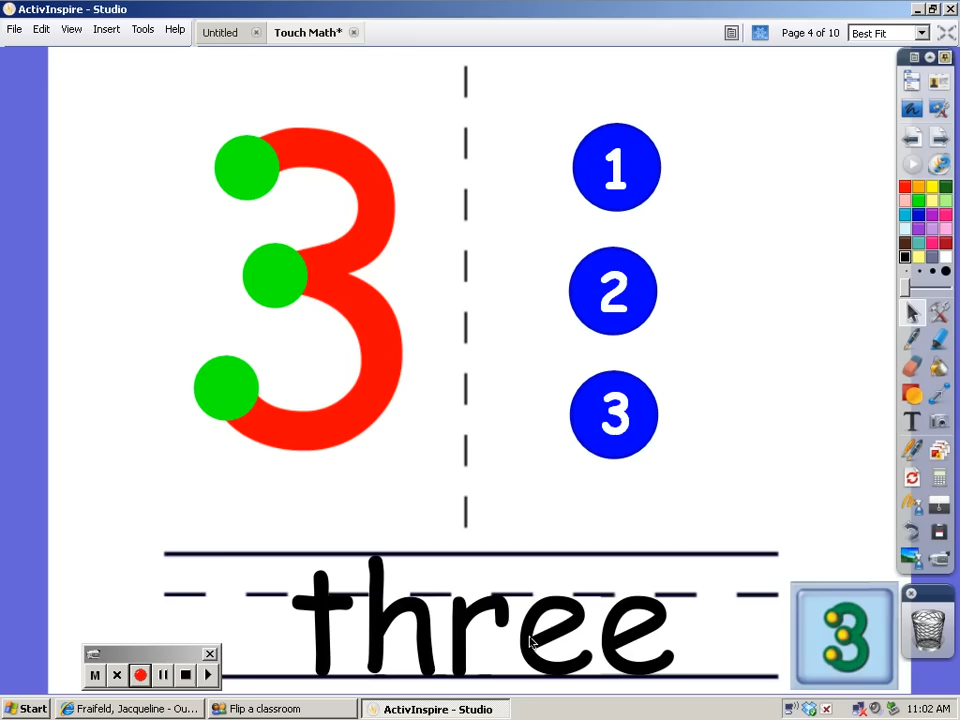 ActivInspire - Studio
File Edit View Insert Tools Help
Untitled
Touch Math*
Page 4 of 10
Best Fit
3
1
2
3
three
3
M
Start
Fraifeld, Jacqueline - Ou...
Flip a classroom
ActivInspire - Studio
11:02 AM